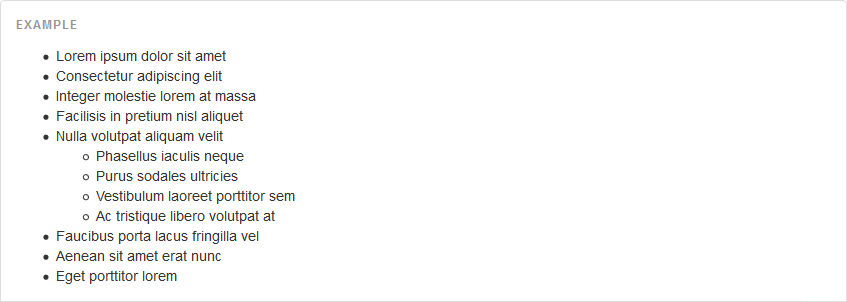 EXAMPLE
• Lorem ipsum dolor sit amet
• Consectetur adipiscing elit
• Integer molestie lorem at massa
• Facilisis in pretium nisl aliquet
• Nulla volutpat aliquam velit
◦ Phasellus iaculis neque
◦ Purus sodales ultricies
◦ Vestibulum laoreet porttitor sem
◦ Ac tristique libero volutpat at
• Faucibus porta lacus fringilla vel
• Aenean sit amet erat nunc
• Eget porttitor lorem